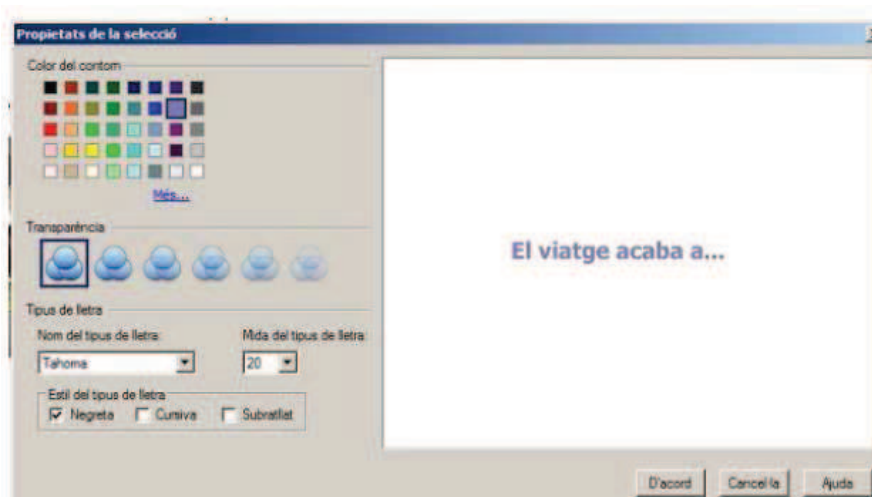 Propietats de la selecció
Color del contorn
Més...
Transparència
Tipus de lletra
Nom del tipus de lletra:
Mida del tipus de lletra:
Tahoma
20
Estil del tipus de lletra
Negreta
Cursiva
Subratllat
El viatge acaba a...
D'acord
Cancel·la
Ajuda